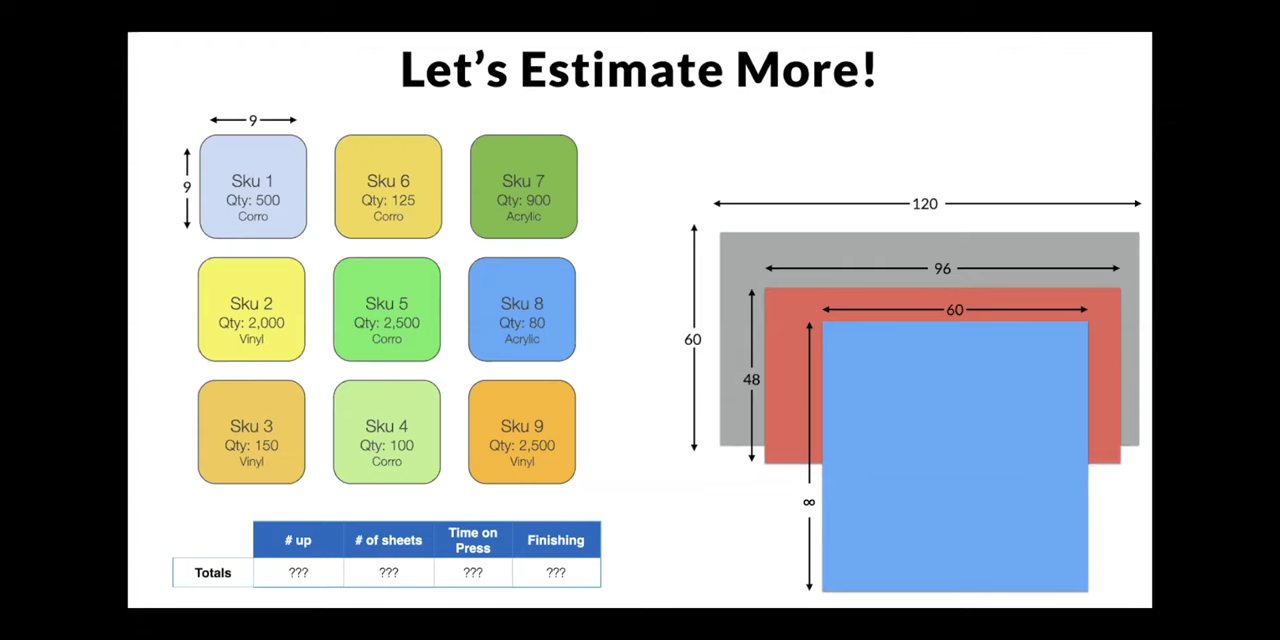 Let's Estimate More!
9
9
Sku 1
Qty: 500
Corro
Sku 6
Qty: 125
Corro
Sku 7
Qty: 900
Acrylic
Sku 2
Qty: 2,000
Vinyl
Sku 5
Qty: 2,500
Corro
Sku 8
Qty: 80
Acrylic
Sku 3
Qty: 150
Vinyl
Sku 4
Qty: 100
Corro
Sku 9
Qty: 2,500
Vinyl
120
96
60
60
48
∞
# up
# of sheets
Time on
Press
Finishing
Totals
???
???
???
???